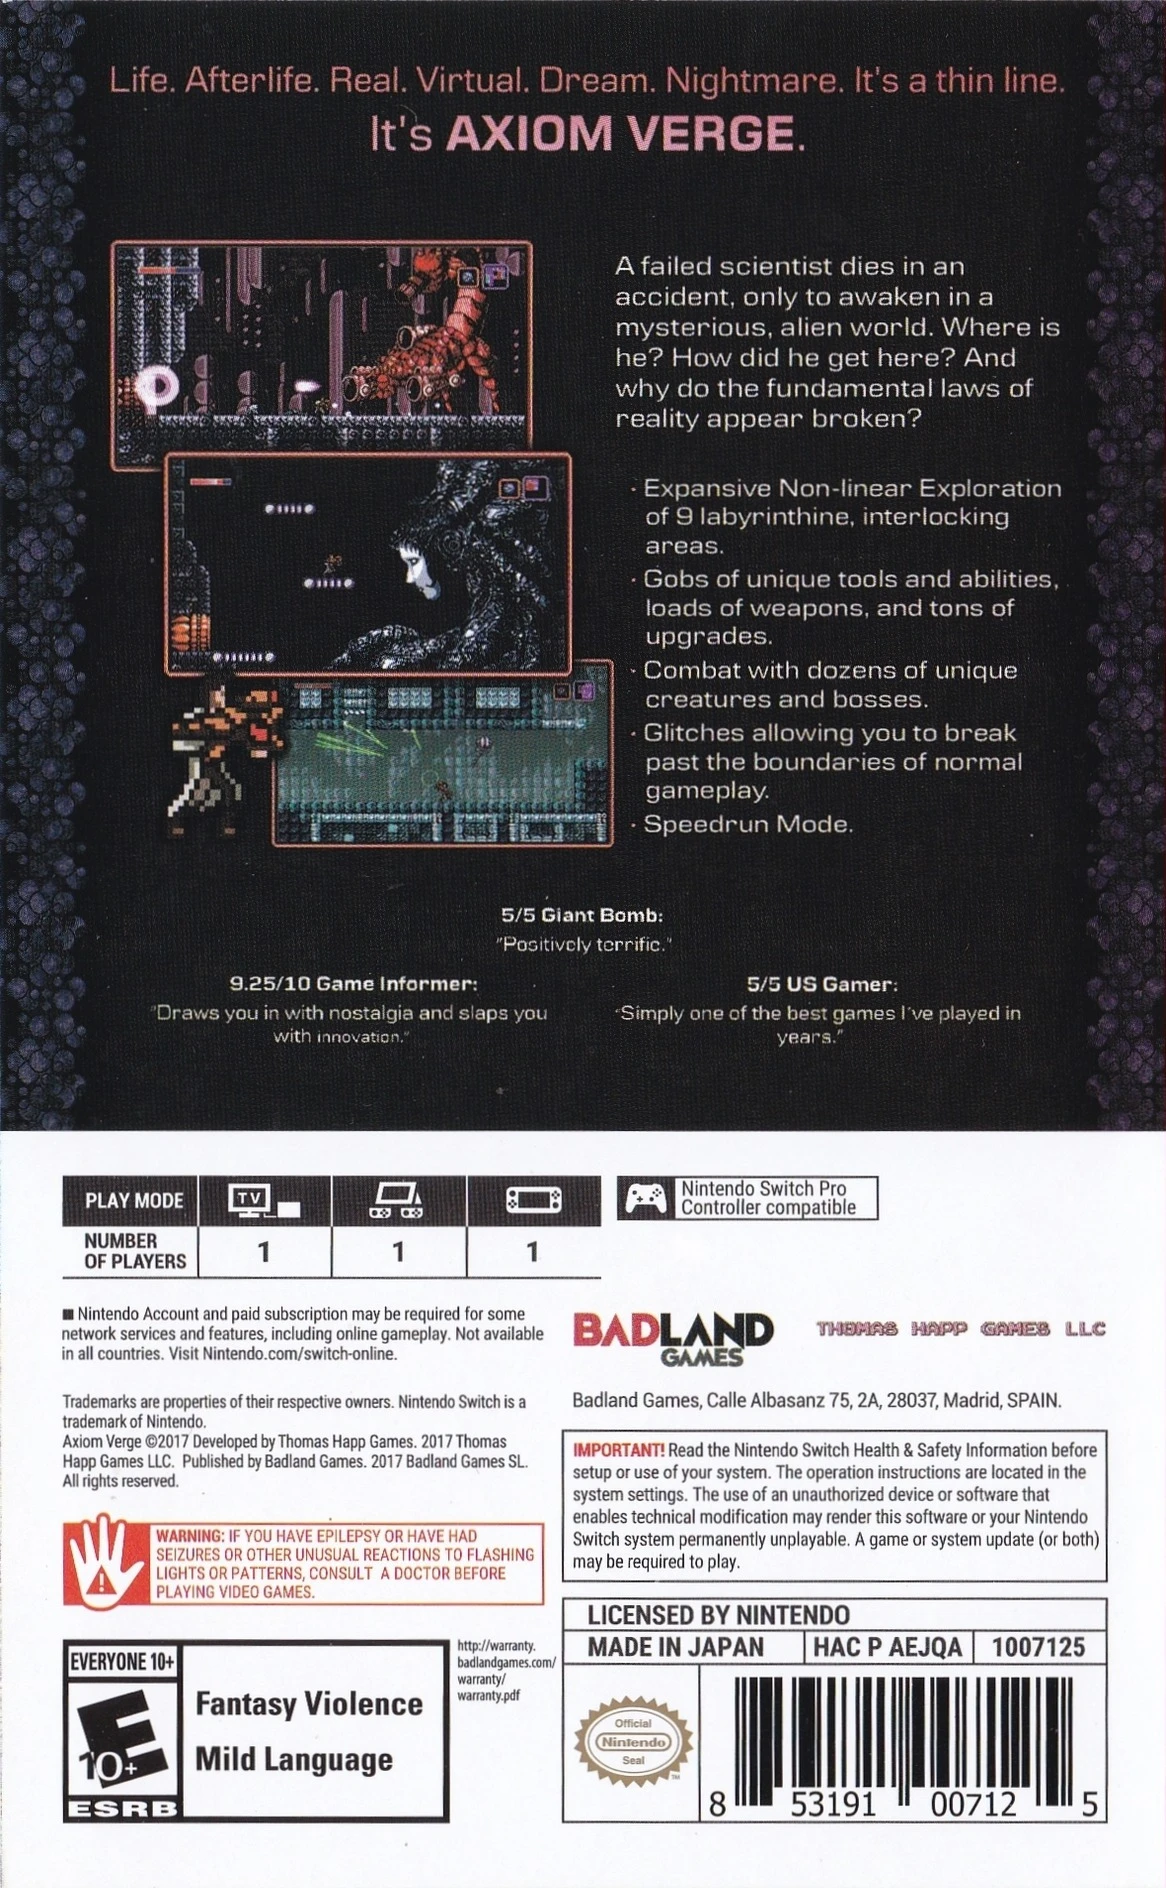 Life. Afterlife. Real. Virtual. Dream. Nightmare. It's a thin line.
It's AXIOM VERGE.
A failed scientist dies in an
accident, only to awaken in a
mysterious, alien world. Where is
he? How did he get here? And
why do the fundamental laws of
reality appear broken?
· Expansive Non-linear Exploration
of 9 labyrinthine, interlocking
areas.
· Gobs of unique tools and abilities,
loads of weapons, and tons of
upgrades.
· Combat with dozens of unique
creatures and bosses.
· Glitches allowing you to break
past the boundaries of normal
gameplay.
· Speedrun Mode.
5/5 Giant Bomb:
"Positively terrific."
9.25/10 Game Informer:
"Draws you in with nostalgia and slaps you
with innovation."
5/5 US Gamer:
"Simply one of the best games I've played in
years."
PLAY MODE
TV
NUMBER
OF PLAYERS
1 1 1
Nintendo Switch Pro
Controller compatible
■ Nintendo Account and paid subscription may be required for some
network services and features, including online gameplay. Not available
in all countries. Visit Nintendo.com/switch-online.
Trademarks are properties of their respective owners. Nintendo Switch is a
trademark of Nintendo.
Axiom Verge ©2017 Developed by Thomas Happ Games. 2017 Thomas
Happ Games LLC. Published by Badland Games. 2017 Badland Games SL.
All rights reserved.
WARNING: IF YOU HAVE EPILEPSY OR HAVE HAD
SEIZURES OR OTHER UNUSUAL REACTIONS TO FLASHING
LIGHTS OR PATTERNS, CONSULT A DOCTOR BEFORE
PLAYING VIDEO GAMES.
EVERYONE 10+
E
10+
ESRB
Fantasy Violence
Mild Language
http://warranty.
badlandgames.com/
warranty/
warranty.pdf
BADLAND
GAMES
THOMAS HAPP GAMES LLC
Badland Games, Calle Albasanz 75, 2A, 28037, Madrid, SPAIN.
IMPORTANT! Read the Nintendo Switch Health & Safety Information before
setup or use of your system. The operation instructions are located in the
system settings. The use of an unauthorized device or software that
enables technical modification may render this software or your Nintendo
Switch system permanently unplayable. A game or system update (or both)
may be required to play.
LICENSED BY NINTENDO
MADE IN JAPAN HAC P AEJQA 1007125
Official
Nintendo
Seal
TM
8 53191 00712 5